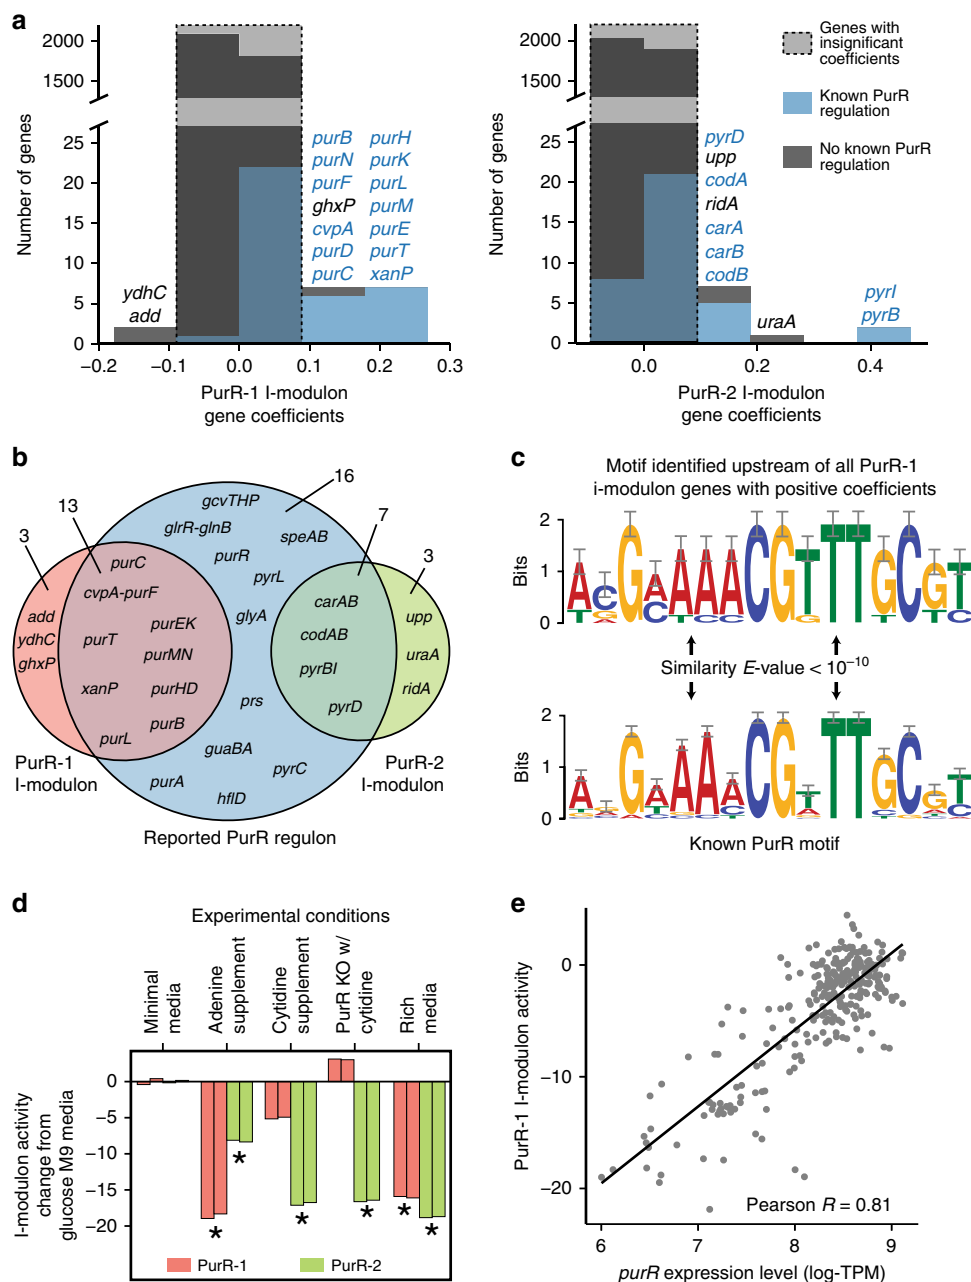 a
2000
1500
25
20
15
10
5
0
Number of genes
purB purH
purN purK
purF purL
ghxP purM
cvpA purE
purD purT
purC xanP
ydhC
add
−0.2 −0.1 0.0 0.1 0.2 0.3
PurR-1 I-modulon
gene coefficients
2000
1500
25
20
15
10
5
0
Number of genes
pyrD
upp
codA
ridA
carA
carB
codB
uraA
pyrI
pyrB
0.0 0.2 0.4
PurR-2 I-modulon
gene coefficients
Genes with
insignificant
coefficients
Known PurR
regulation
No known PurR
regulation
b
3
13
16
7
3
gcvTHP
glrR-glnB
speAB
purR
pyrL
glyA
prs
guaBA
purA
pyrC
hflD
purC
cvpA-purF
purEK
purT
purMN
xanP
purHD
purB
purL
add
ydhC
ghxP
carAB
codAB
pyrBI
pyrD
upp
uraA
ridA
PurR-1
I-modulon
PurR-2
I-modulon
Reported PurR regulon
c
Motif identified upstream of all PurR-1
i-modulon genes with positive coefficients
2
1
0
Bits
Similarity E-value < 10⁻¹⁰
2
1
0
Bits
Known PurR motif
d
Experimental conditions
Minimal
media
Adenine
supplement
Cytidine
supplement
PurR KO w/
cytidine
Rich
media
0
−5
−10
−15
−20
I-modulon activity
change from
glucose M9 media
* * * * * *
PurR-1
PurR-2
e
PurR-1 I-modulon activity
0
−10
−20
Pearson R = 0.81
6 7 8 9
purR expression level (log-TPM)